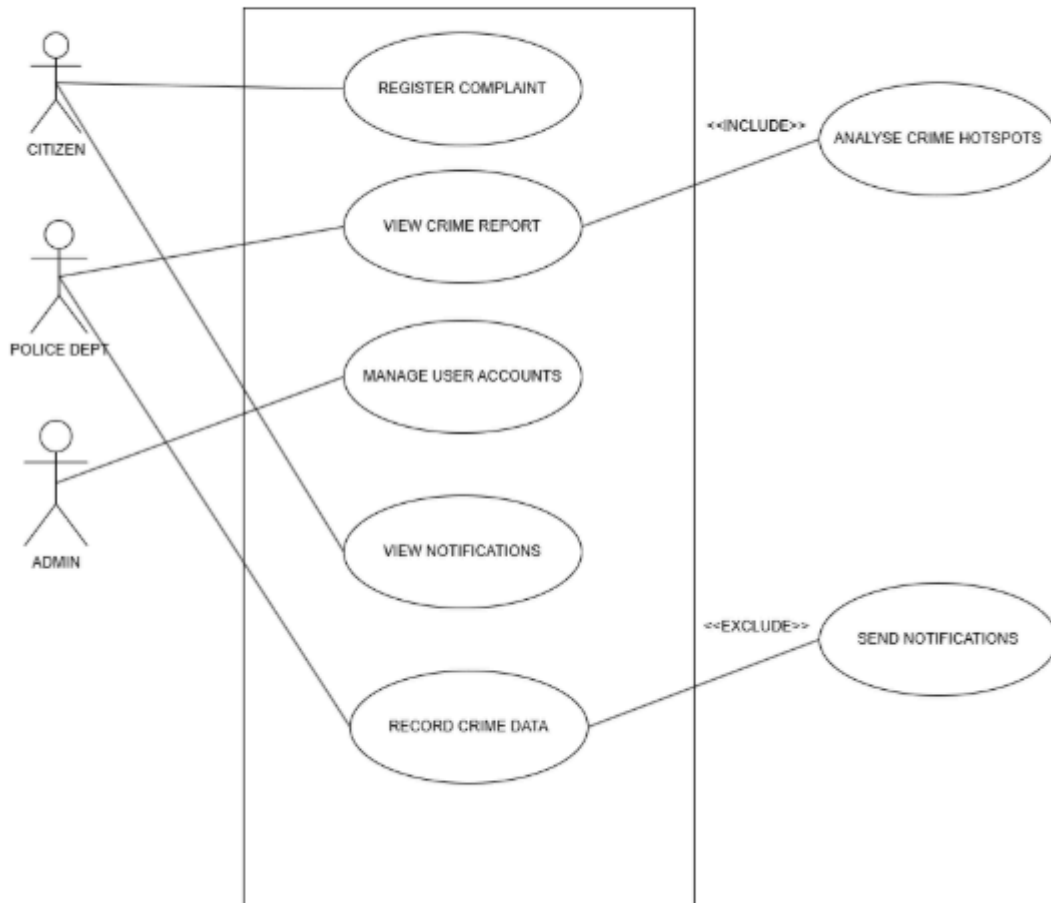 REGISTER COMPLAINT
CITIZEN
<<INCLUDE>>
ANALYSE CRIME HOTSPOTS
VIEW CRIME REPORT
POLICE DEPT
MANAGE USER ACCOUNTS
ADMIN
VIEW NOTIFICATIONS
<<EXCLUDE>>
SEND NOTIFICATIONS
RECORD CRIME DATA